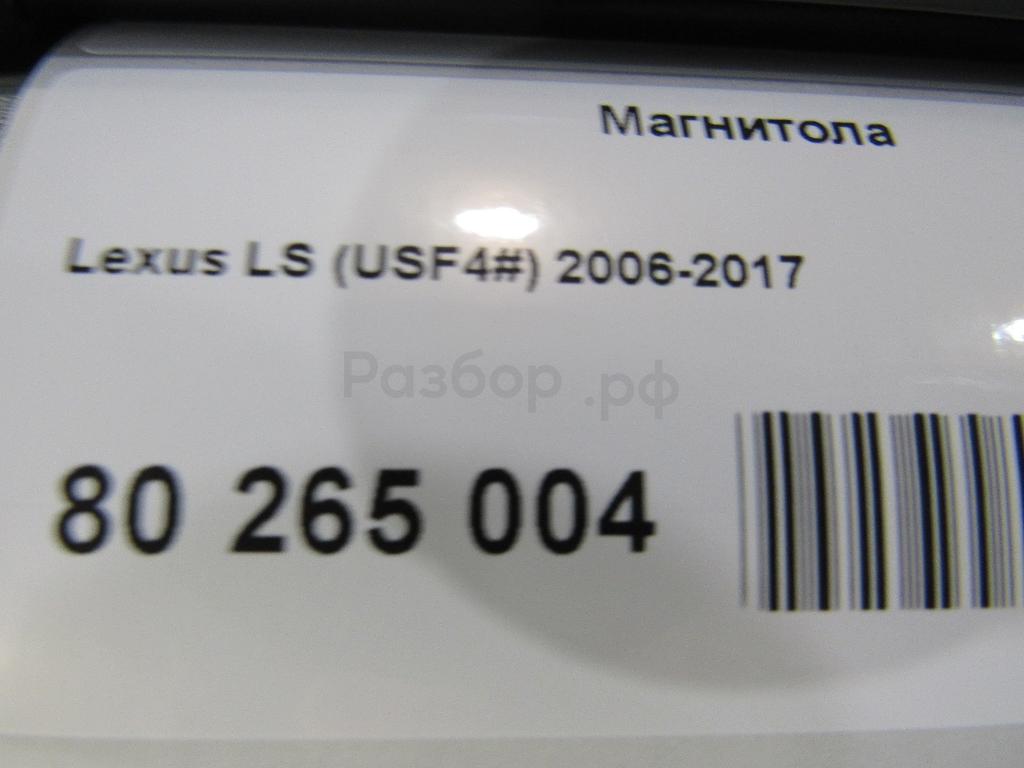 Магнитола
Lexus LS (USF4#) 2006-2017
Разбор.рф
80 265 004